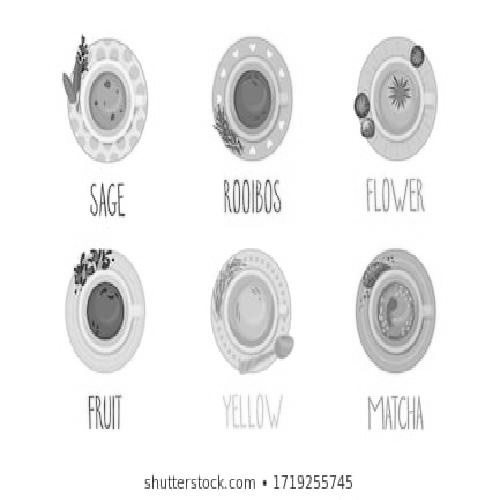 SAGE ROOIBOS FLOWER
FRUIT YELLOW MATCHA
shutterstock.com • 1719255745